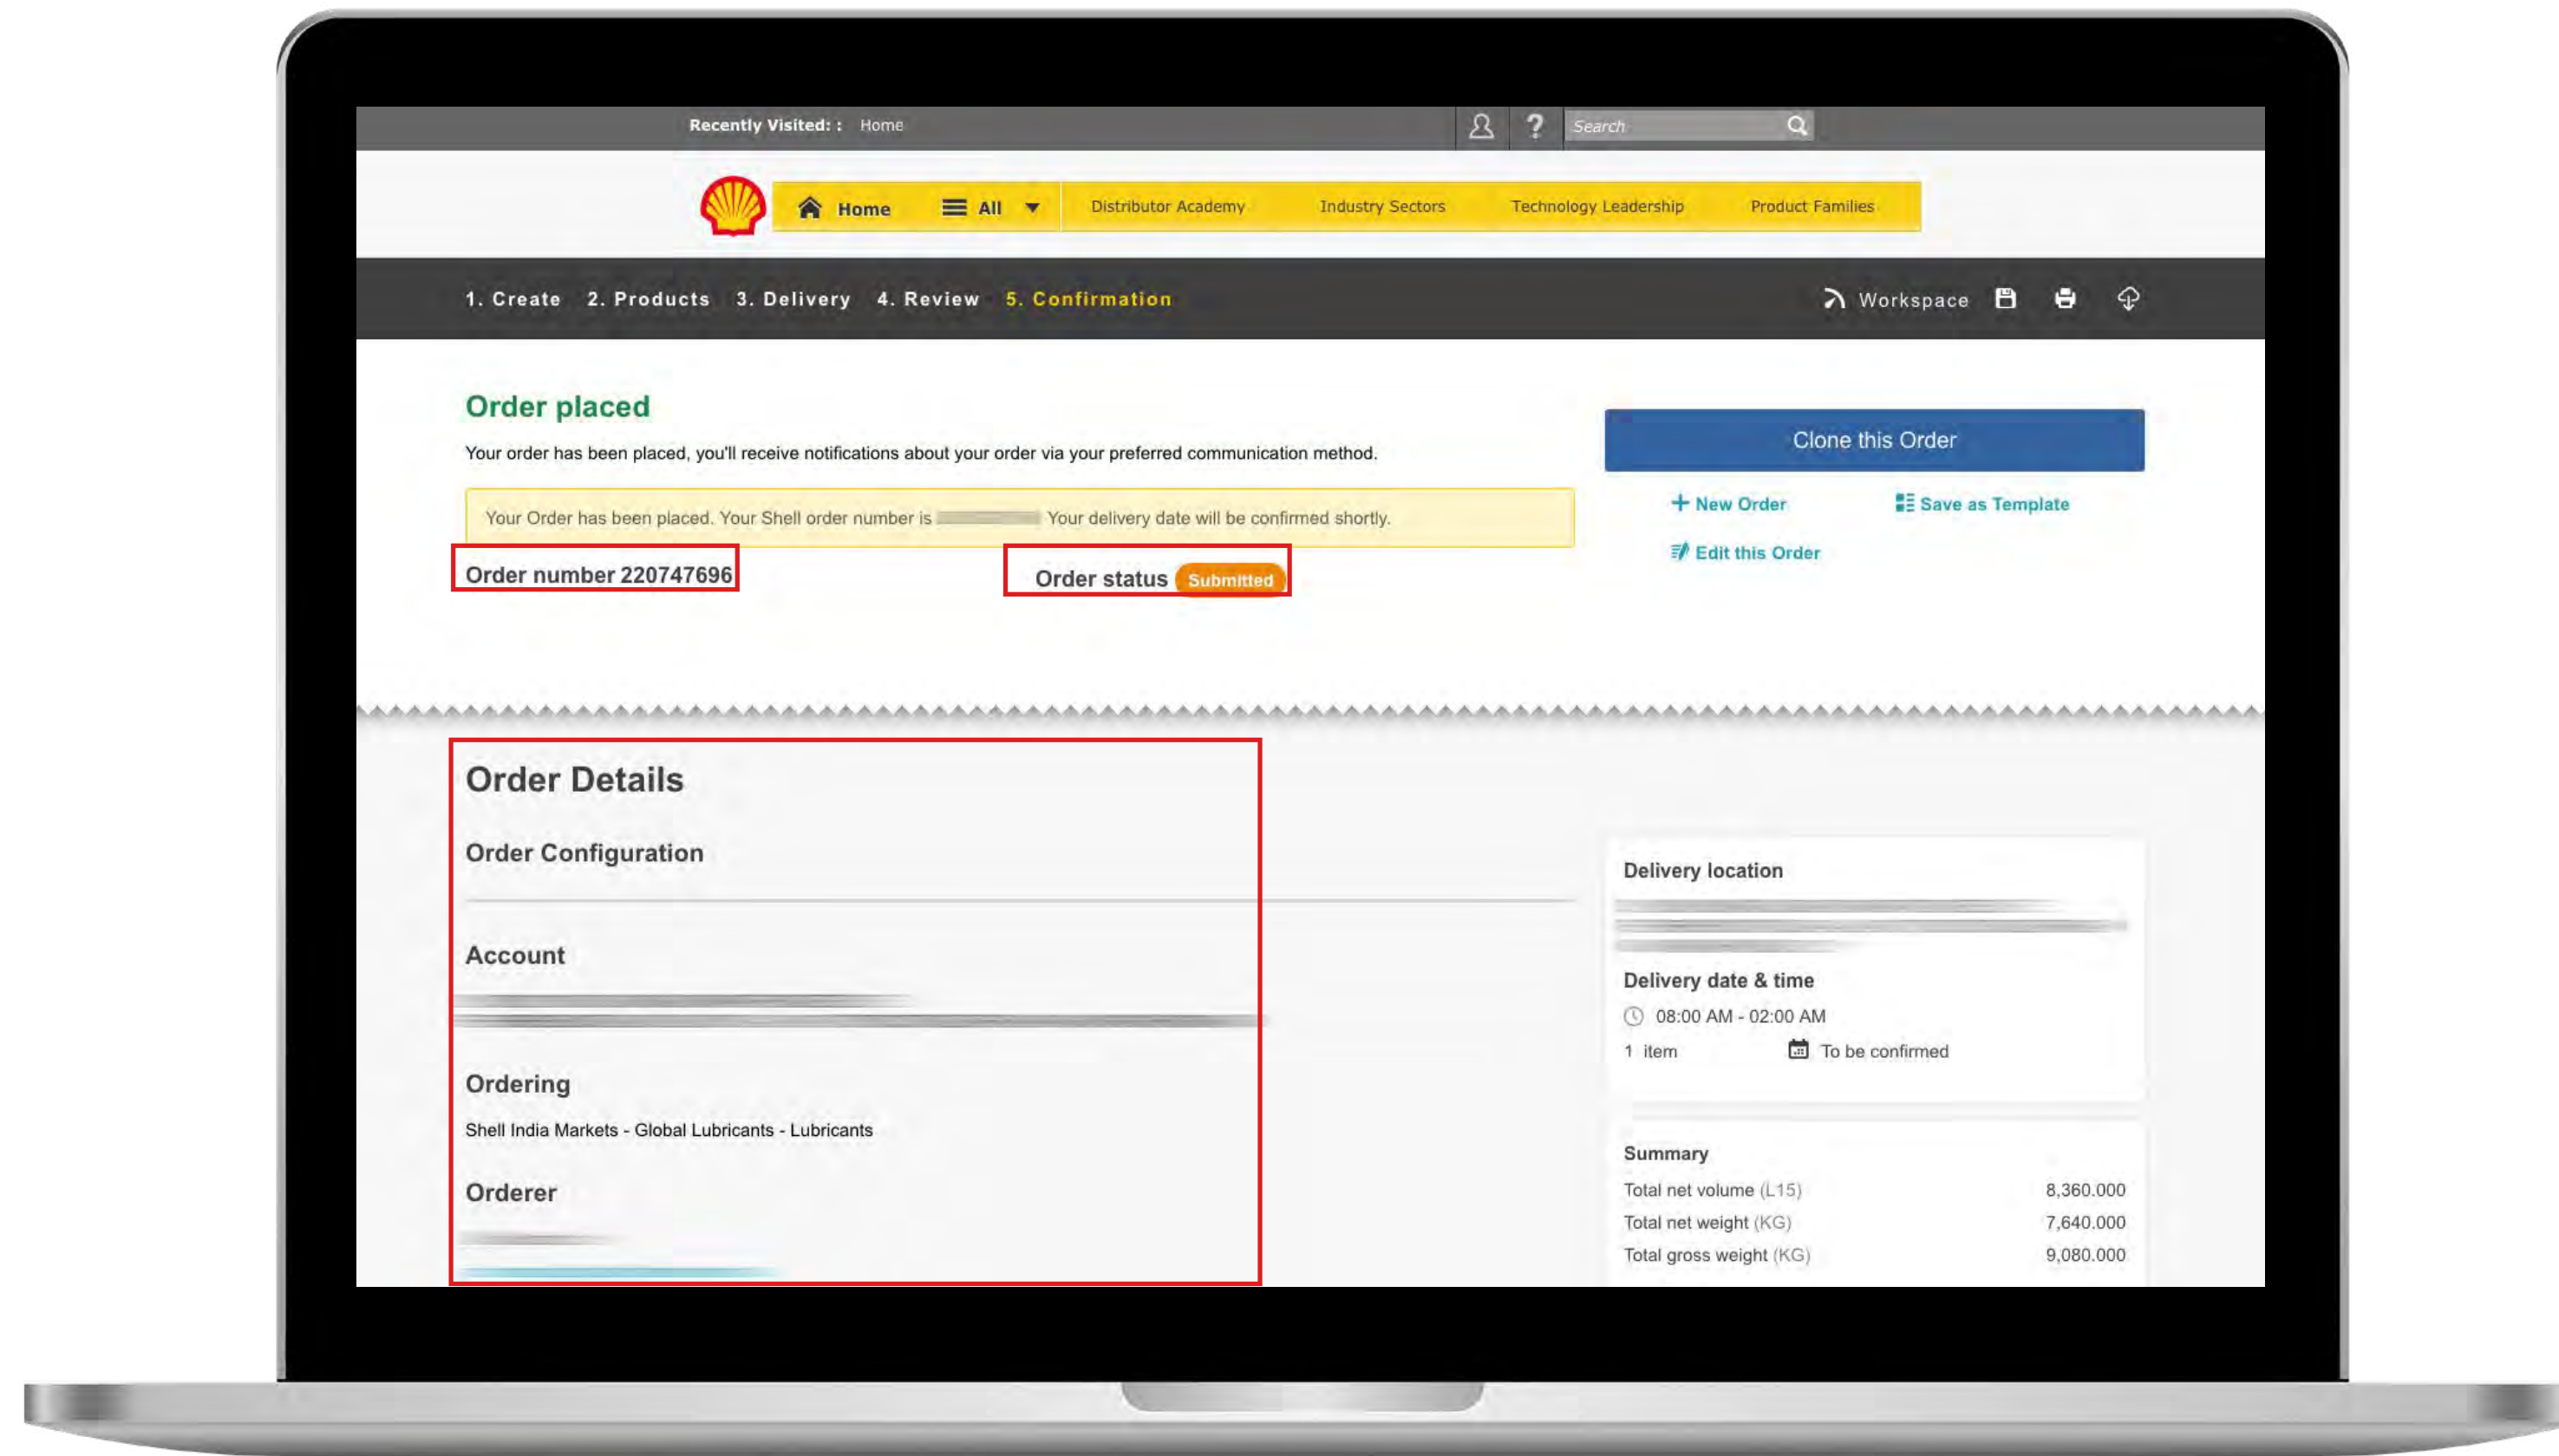 Recently Visited: : Home
Search
Home All Distributor Academy Industry Sectors Technology Leadership Product Families
1. Create 2. Products 3. Delivery 4. Review 5. Confirmation
Workspace
Order placed
Your order has been placed, you'll receive notifications about your order via your preferred communication method.
Your Order has been placed. Your Shell order number is Your delivery date will be confirmed shortly.
Order number 220747696
Order status Submitted
Clone this Order
New Order Save as Template
Edit this Order
Order Details
Order Configuration
Account
Ordering
Shell India Markets - Global Lubricants - Lubricants
Orderer
Delivery location
Delivery date & time
08:00 AM - 02:00 AM
1 item To be confirmed
Summary
Total net volume (L15) 8,360.000
Total net weight (KG) 7,640.000
Total gross weight (KG) 9,080.000